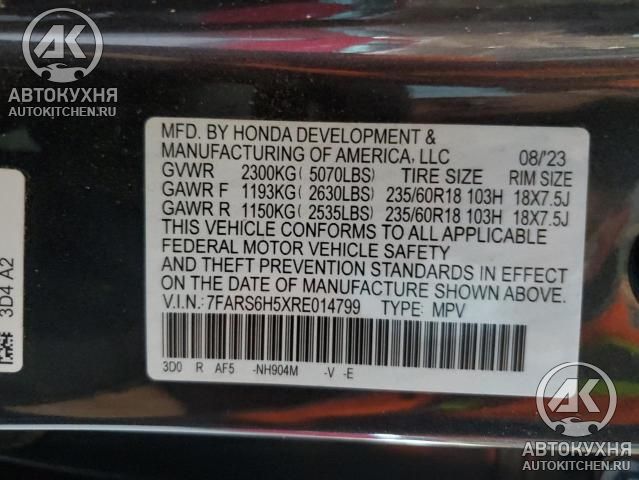 АК
АВТОКУХНЯ
AUTOKITCHEN.RU
3D4 A2
MFD. BY HONDA DEVELOPMENT &
MANUFACTURING OF AMERICA, LLC 08/'23
GVWR 2300KG( 5070LBS) TIRE SIZE RIM SIZE
GAWR F 1193KG( 2630LBS) 235/60R18 103H 18X7.5J
GAWR R 1150KG( 2535LBS) 235/60R18 103H 18X7.5J
THIS VEHICLE CONFORMS TO ALL APPLICABLE
FEDERAL MOTOR VEHICLE SAFETY
AND THEFT PREVENTION STANDARDS IN EFFECT
ON THE DATE OF MANUFACTURE SHOWN ABOVE.
V.I.N.: 7FARS6H5XRE014799 TYPE: MPV
3D0 R AF5 -NH904M -V -E
АК
АВТОКУХНЯ
AUTOKITCHEN.RU